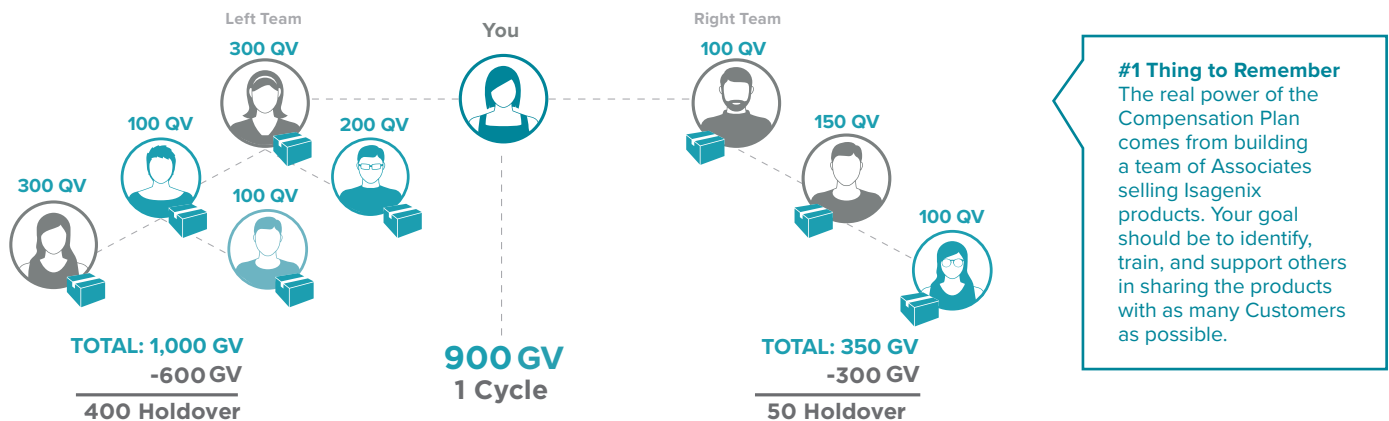 Left Team
You
Right Team
300 QV
100 QV
100 QV
200 QV
150 QV
300 QV
100 QV
100 QV
TOTAL: 1,000 GV
-600 GV
400 Holdover
900 GV
1 Cycle
TOTAL: 350 GV
-300 GV
50 Holdover
#1 Thing to Remember
The real power of the
Compensation Plan
comes from building
a team of Associates
selling Isagenix
products. Your goal
should be to identify,
train, and support others
in sharing the products
with as many Customers
as possible.